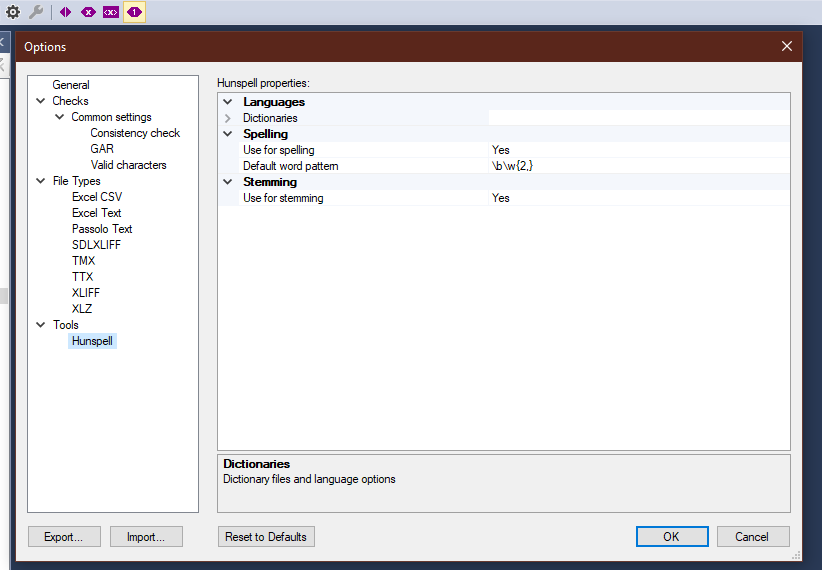 Options
General
Checks
Common settings
Consistency check
GAR
Valid characters
File Types
Excel CSV
Excel Text
Passolo Text
SDLXLIFF
TMX
TTX
XLIFF
XLZ
Tools
Hunspell
Hunspell properties:
Languages
Dictionaries
Spelling
Use for spelling Yes
Default word pattern \b\w{2,}
Stemming
Use for stemming Yes
Dictionaries
Dictionary files and language options
Export... Import... Reset to Defaults OK Cancel